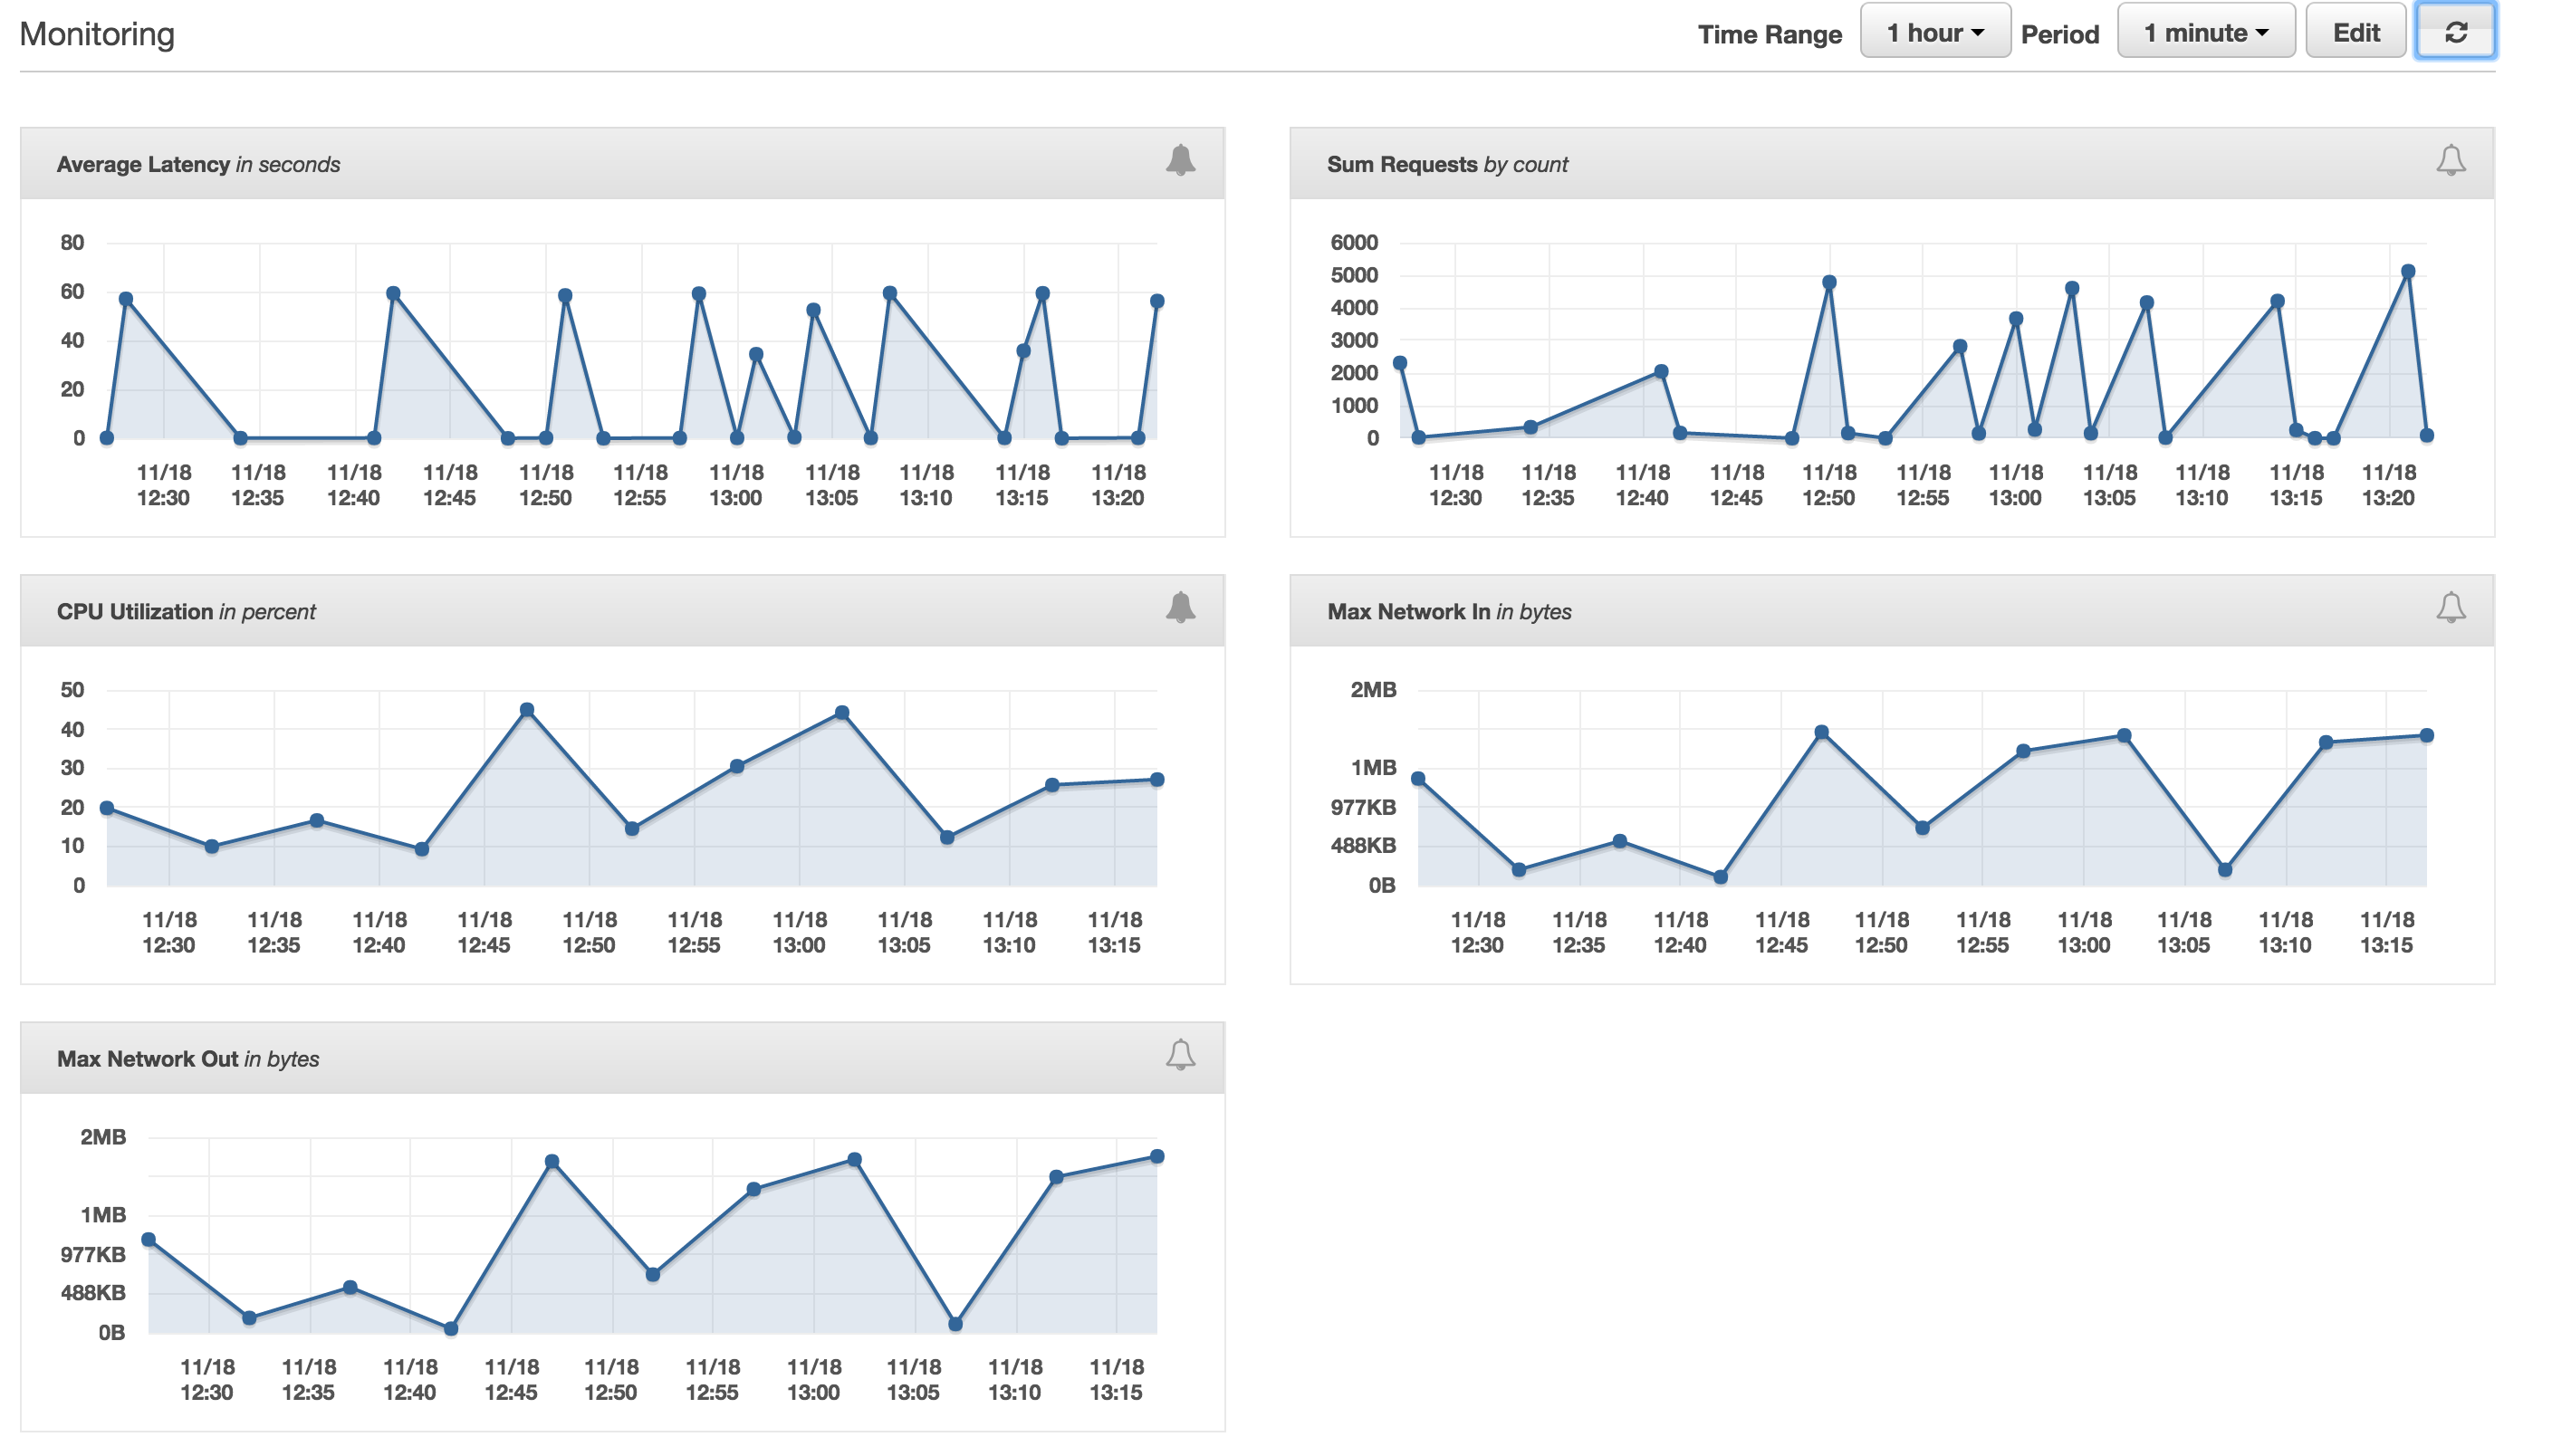 Monitoring
Time Range 1 hour Period 1 minute Edit
Average Latency in seconds
80
60
40
20
0
11/18 11/18 11/18 11/18 11/18 11/18 11/18 11/18 11/18 11/18 11/18
12:30 12:35 12:40 12:45 12:50 12:55 13:00 13:05 13:10 13:15 13:20
Sum Requests by count
6000
5000
4000
3000
2000
1000
0
11/18 11/18 11/18 11/18 11/18 11/18 11/18 11/18 11/18 11/18 11/18
12:30 12:35 12:40 12:45 12:50 12:55 13:00 13:05 13:10 13:15 13:20
CPU Utilization in percent
50
40
30
20
10
0
11/18 11/18 11/18 11/18 11/18 11/18 11/18 11/18 11/18 11/18
12:30 12:35 12:40 12:45 12:50 12:55 13:00 13:05 13:10 13:15
Max Network In in bytes
2MB
1MB
977KB
488KB
0B
11/18 11/18 11/18 11/18 11/18 11/18 11/18 11/18 11/18 11/18
12:30 12:35 12:40 12:45 12:50 12:55 13:00 13:05 13:10 13:15
Max Network Out in bytes
2MB
1MB
977KB
488KB
0B
11/18 11/18 11/18 11/18 11/18 11/18 11/18 11/18 11/18 11/18
12:30 12:35 12:40 12:45 12:50 12:55 13:00 13:05 13:10 13:15